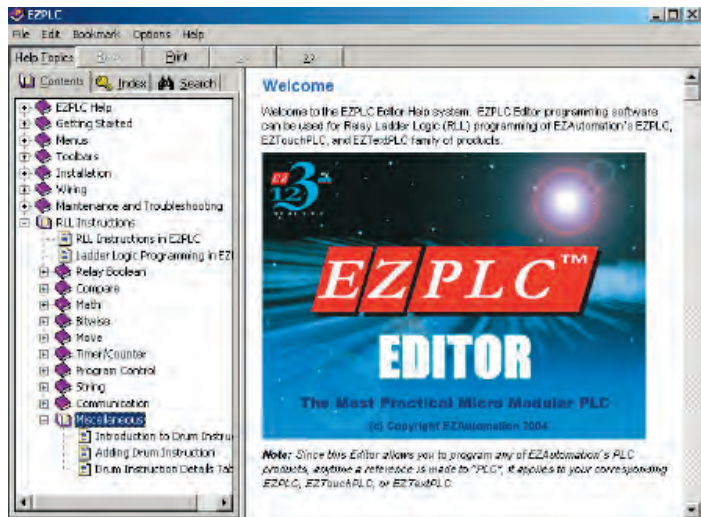 EZPLC
File Edit Bookmark Options Help
Help Topics Back Print << >>
Contents Index Search
EZPLC Help
Getting Started
Menus
Toolbars
Installation
Wiring
Maintenance and Troubleshooting
RLL Instructions
RLL Instructions in EZPLC
Ladder Logic Programming in EZI
Relay Boolean
Compare
Math
Bitwise
Move
Timer/Counter
Program Control
String
Communication
Miscellaneous
Introduction to Drum Instru
Adding Drum Instruction
Drum Instruction Details Tab
Welcome
Welcome to the EZPLC Editor Help system. EZPLC Editor programming software
can be used for Relay Ladder Logic (RLL) programming of EZAutomation's EZPLC,
EZTouchPLC, and EZTextPLC family of products.
EZ
123
EZPLC™
EDITOR
The Most Practical Micro Modular PLC
(c) Copyright EZAutomation 2004
Note: Since this Editor allows you to program any of EZAutomation's PLC
products, anytime a reference is made to "PLC", it applies to your corresponding
EZPLC, EZTouchPLC, or EZTextPLC